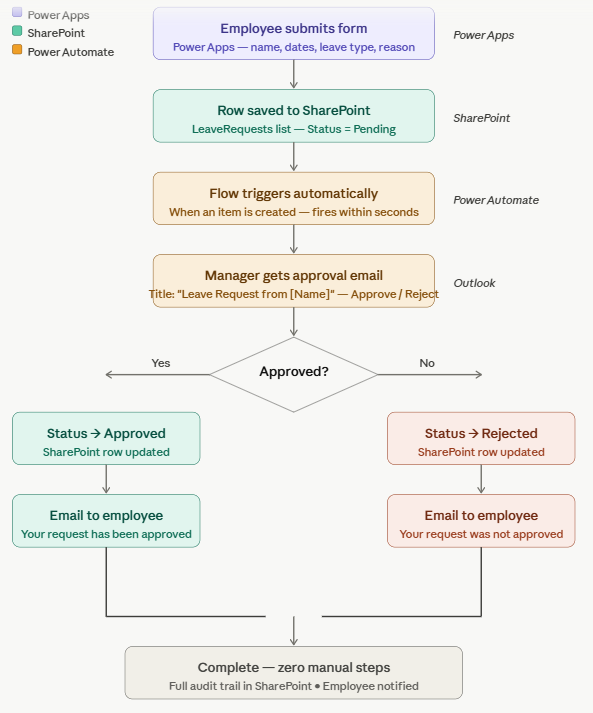 Power Apps
SharePoint
Power Automate
Employee submits form
Power Apps — name, dates, leave type, reason
Power Apps
Row saved to SharePoint
LeaveRequests list — Status = Pending
SharePoint
Flow triggers automatically
When an item is created — fires within seconds
Power Automate
Manager gets approval email
Title: "Leave Request from [Name]" — Approve / Reject
Outlook
Approved?
Yes
No
Status → Approved
SharePoint row updated
Status → Rejected
SharePoint row updated
Email to employee
Your request has been approved
Email to employee
Your request was not approved
Complete — zero manual steps
Full audit trail in SharePoint • Employee notified